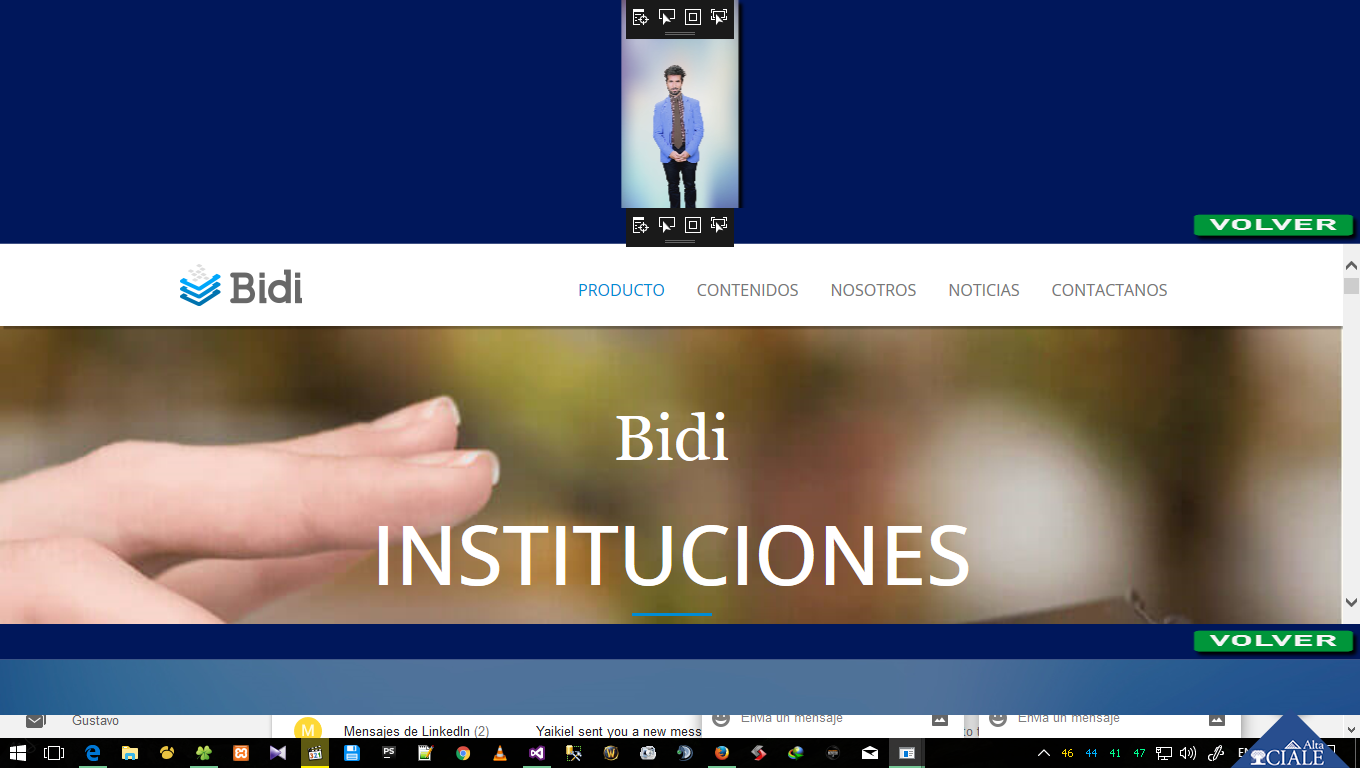 VOLVER
Bidi
PRODUCTO CONTENIDOS NOSOTROS NOTICIAS CONTACTANOS
Bidi
INSTITUCIONES
VOLVER
Gustavo
M Mensajes de LinkedIn (2) Yaikiel sent you a new mess
Envía un mensaje
Envía un mensaje
46 44 41 47
Alta
CIALE